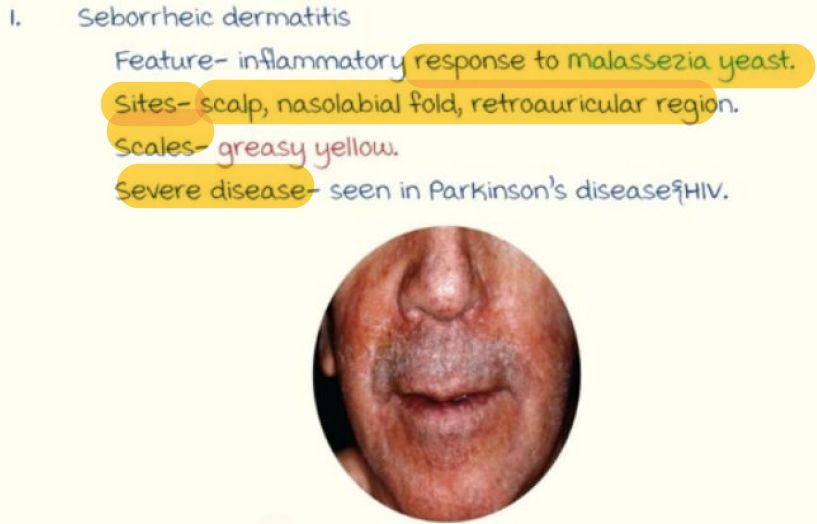 1. Seborrheic dermatitis
Feature- inflammatory response to malassezia yeast.
Sites- scalp, nasolabial fold, retroauricular region.
Scales- greasy yellow.
Severe disease- seen in Parkinson's disease&HIV.